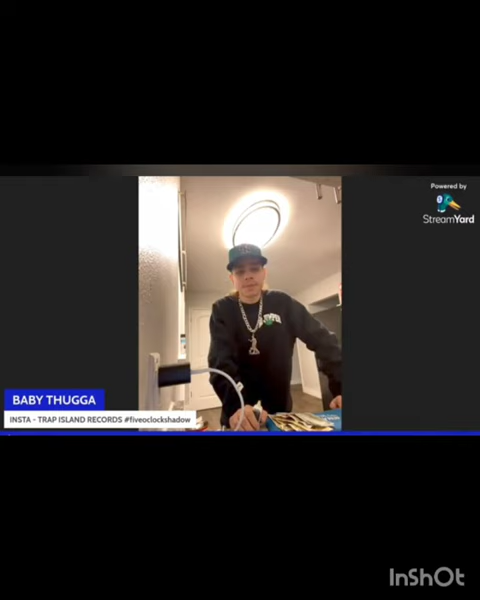 Powered by
StreamYard
BABY THUGGA
INSTA - TRAP ISLAND RECORDS #fiveoclockshadow
InShOt